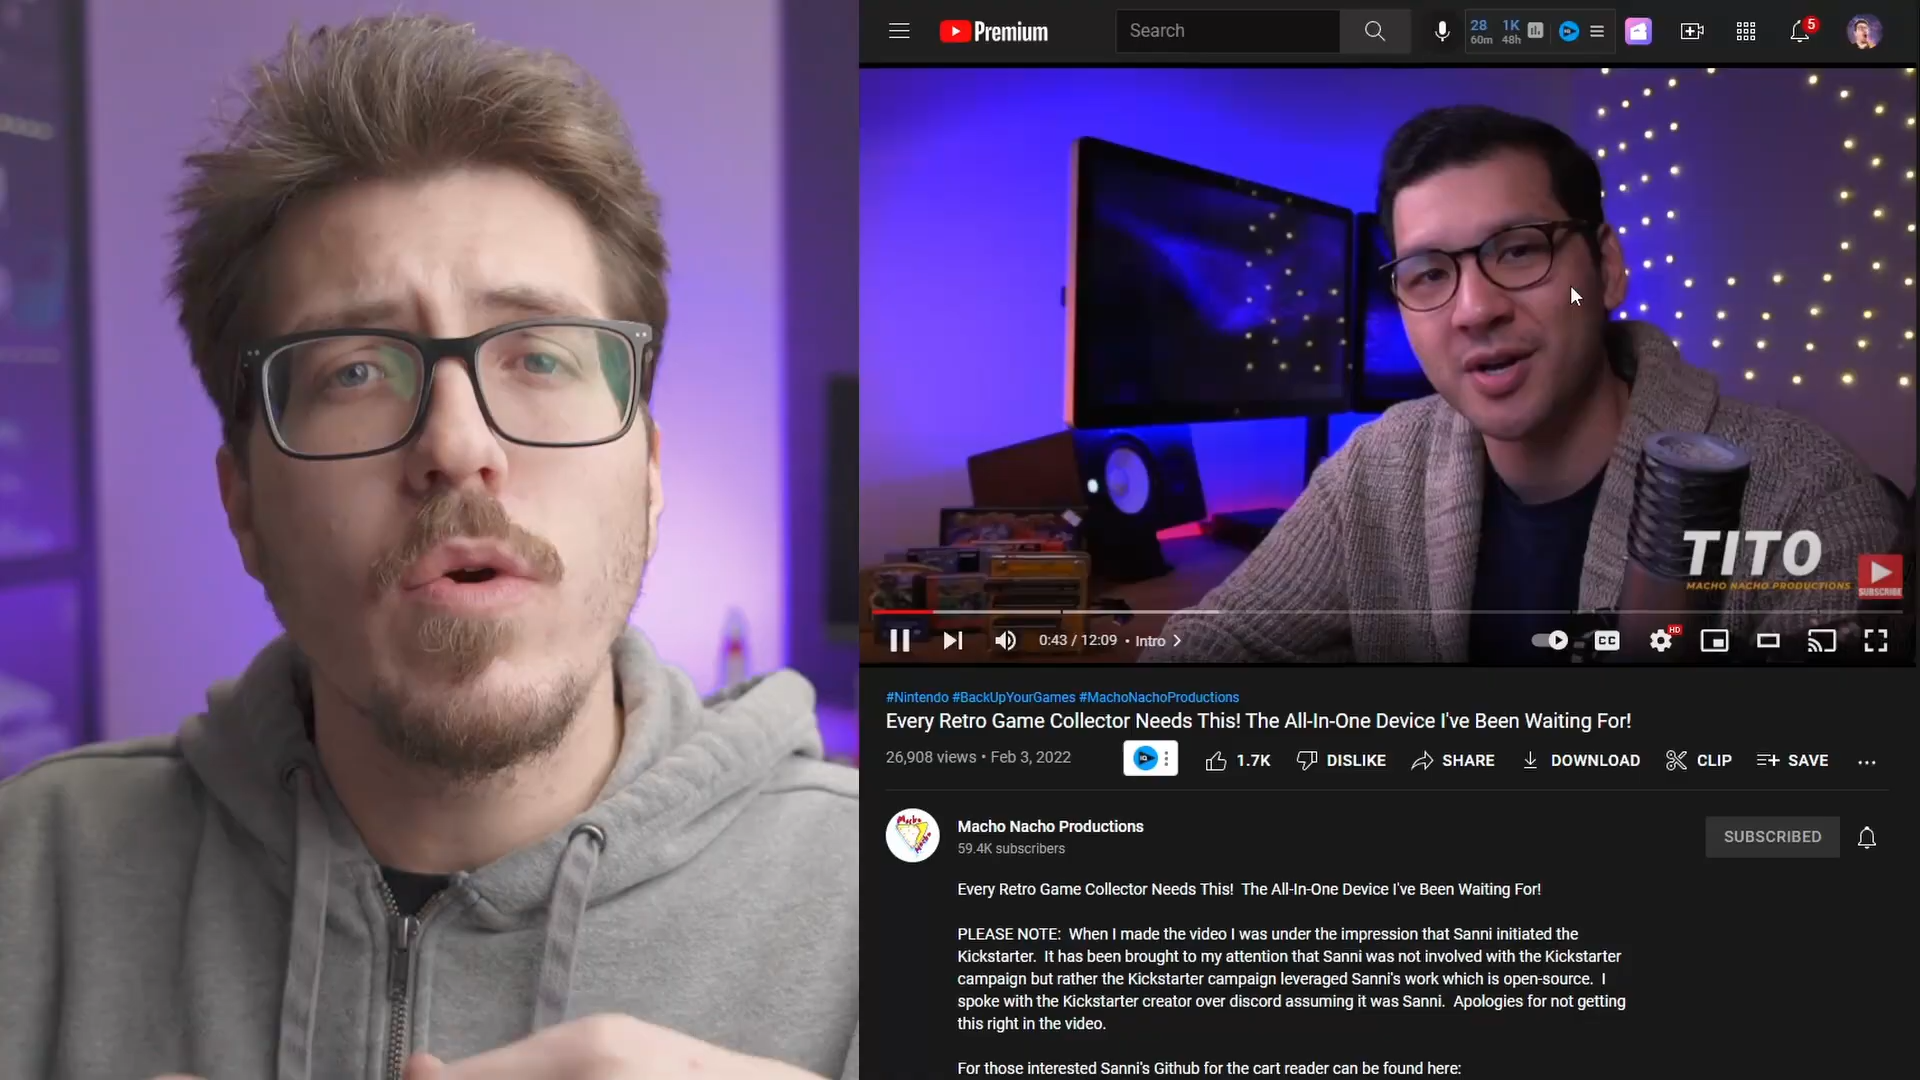 Premium
Search
28 1K
60m 48h
5
TITO
MACHO NACHO PRODUCTIONS
SUBSCRIBE
HD
CC
0:43 / 12:09 • Intro
#Nintendo #BackUpYourGames #MachoNachoProductions
Every Retro Game Collector Needs This! The All-In-One Device I've Been Waiting For!
26,908 views • Feb 3, 2022
IQ
1.7K DISLIKE SHARE DOWNLOAD CLIP SAVE
Macho Nacho
Macho Nacho Productions
59.4K subscribers
SUBSCRIBED
Every Retro Game Collector Needs This! The All-In-One Device I've Been Waiting For!
PLEASE NOTE: When I made the video I was under the impression that Sanni initiated the
Kickstarter. It has been brought to my attention that Sanni was not involved with the Kickstarter
campaign but rather the Kickstarter campaign leveraged Sanni's work which is open-source. I
spoke with the Kickstarter creator over discord assuming it was Sanni. Apologies for not getting
this right in the video.
For those interested Sanni's Github for the cart reader can be found here: